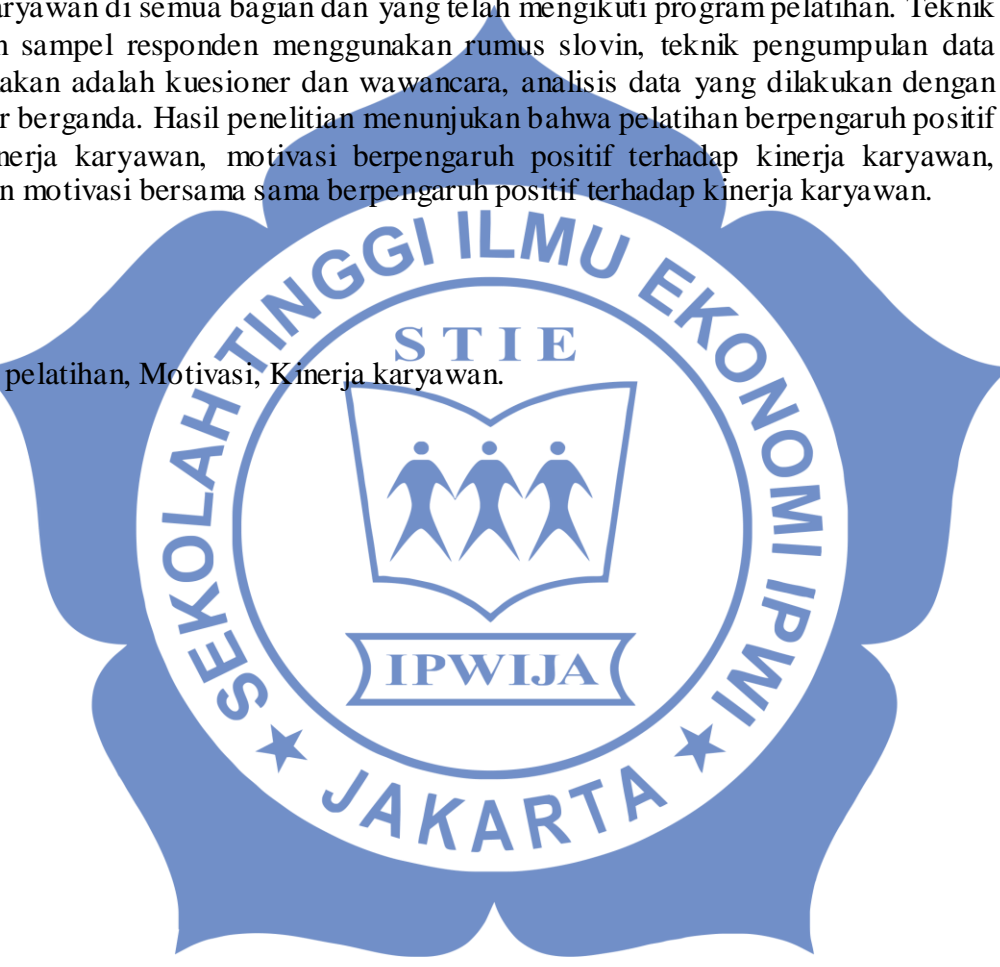 aryawan di semua bagian dan yang telah mengikuti program pelatihan. Teknik
sampel responden menggunakan rumus slovin, teknik pengumpulan data
akan adalah kuesioner dan wawancara, analisis data yang dilakukan dengan
r berganda. Hasil penelitian menunjukan bahwa pelatihan berpengaruh positif
nerja karyawan, motivasi berpengaruh positif terhadap kinerja karyawan,
n motivasi bersama sama berpengaruh positif terhadap kinerja karyawan.
pelatihan, Motivasi, Kinerja karyawan.
SEKOLAH TINGGI ILMU EKONOMI IPWI
STIE
IPWIJA
★ JAKARTA ★